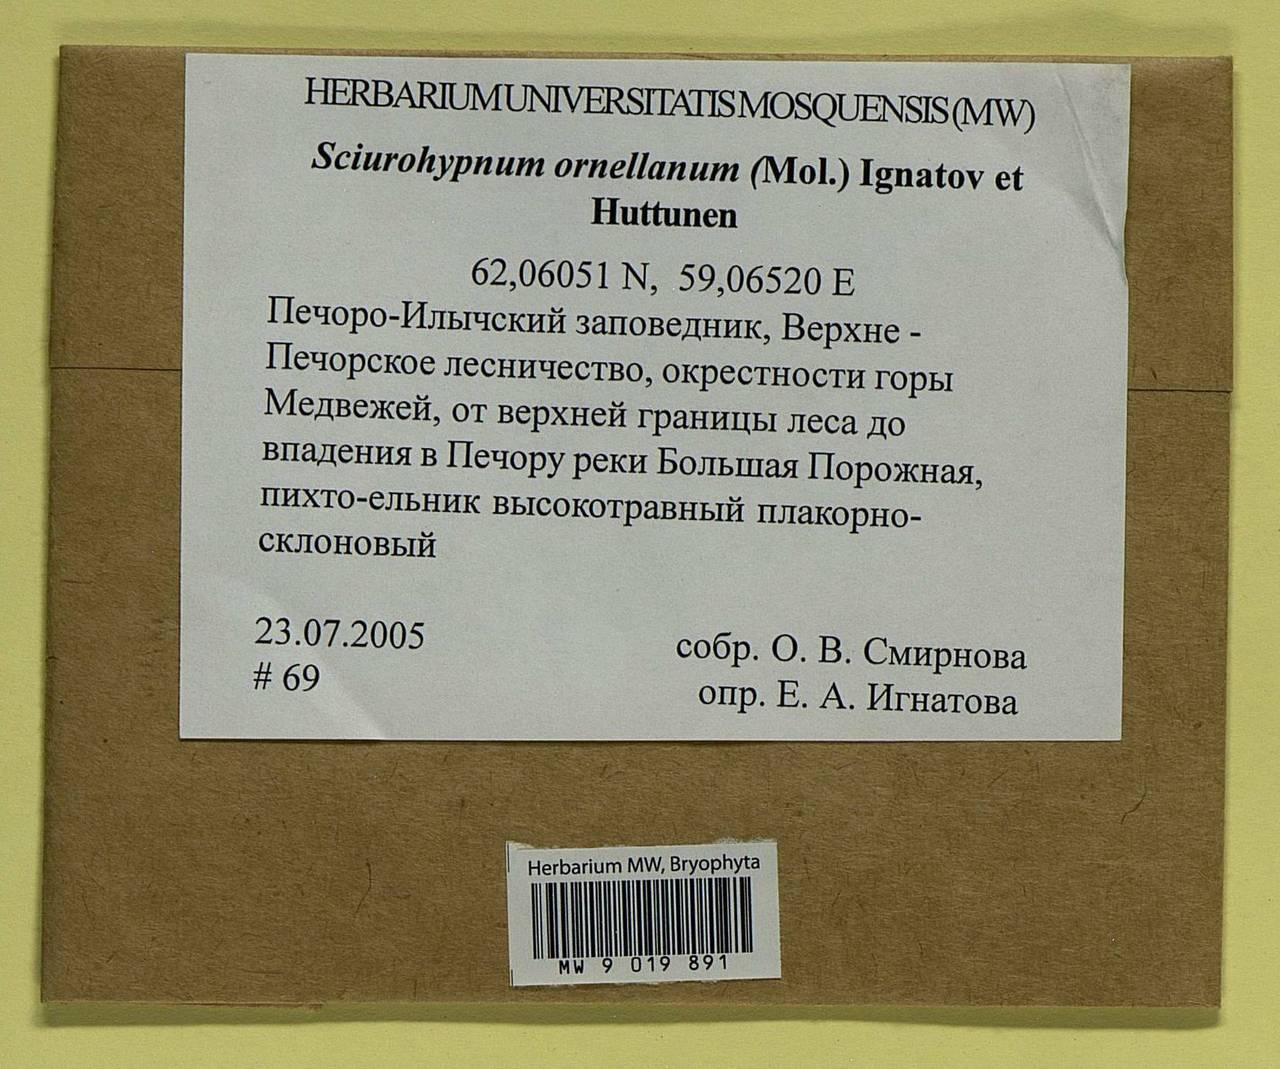 HERBARIUM UNIVERSITATIS MOSQUENSIS (MW)
Sciurohypnum ornellanum (Mol.) Ignatov et
Huttunen
62,06051 N, 59,06520 E
Печоро-Илычский заповедник, Верхне -
Печорское лесничество, окрестности горы
Медвежей, от верхней границы леса до
впадения в Печору реки Большая Порожная,
пихто-ельник высокотравный плакорно-
склоновый
23.07.2005
собр. О. В. Смирнова
# 69
опр. Е. А. Игнатова
Herbarium MW, Bryophyta
MW 9 019 891